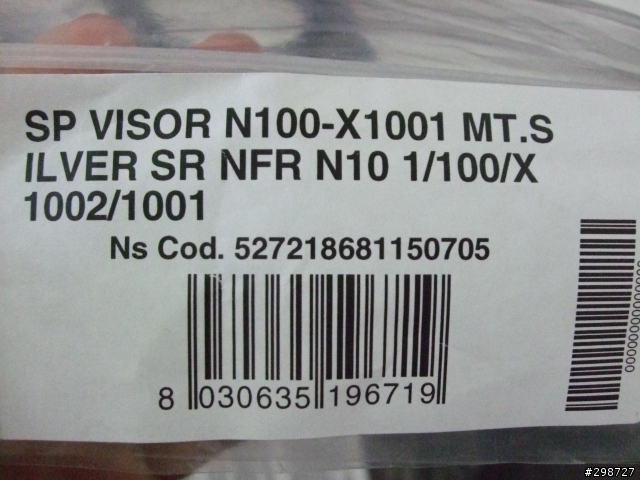 SP VISOR N100-X1001 MT.S
ILVER SR NFR N10 1/100/X
1002/1001
Ns Cod. 527218681150705
8 030635 196719
#298727